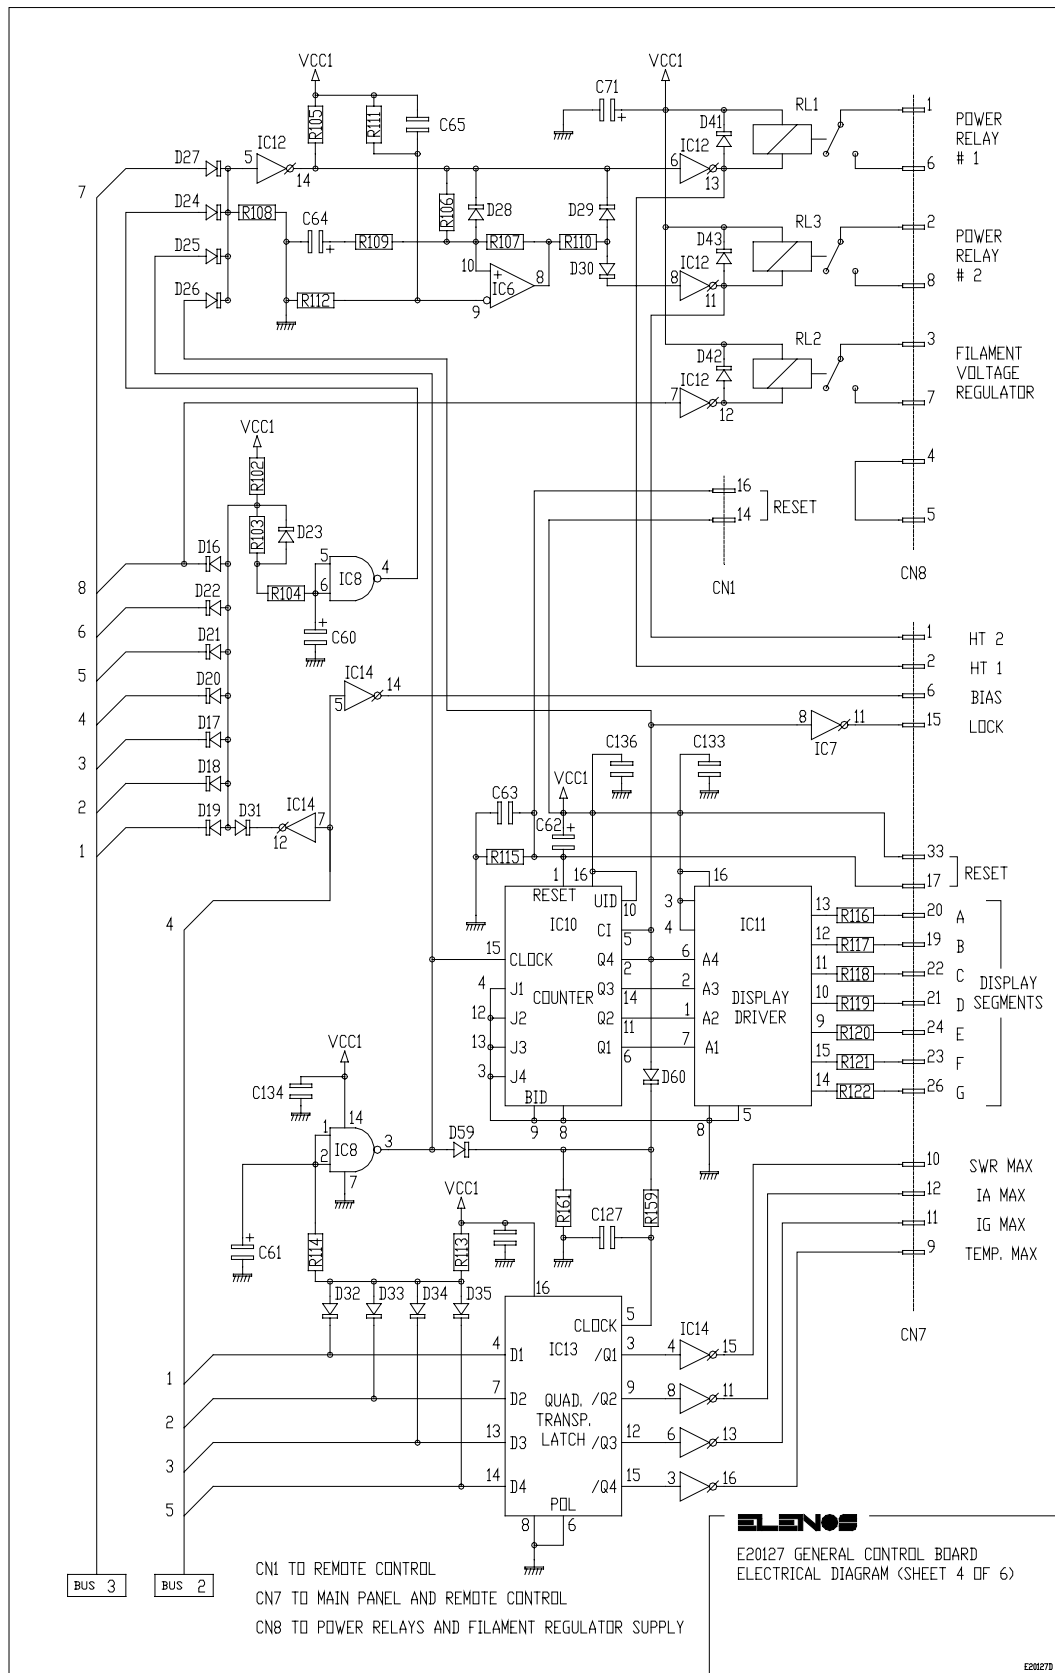 VCC1
VCC1
C71
RL1
1
POWER
RELAY
# 1
R105
R111
C65
D41
IC12
IC12
D27
5
14
6
13
6
7
D24
R108
C64
R106
D28
D29
RL3
2
POWER
RELAY
# 2
D25
R109
R107
R110
D43
IC12
D26
R112
10
IC6
8
9
D30
8
11
8
RL2
3
FILAMENT
VOLTAGE
REGULATOR
D42
IC12
7
12
7
VCC1
R102
4
16
RESET
14
5
R103
D23
D16
5
IC8
4
6
R104
CN1
CN8
8
D22
C60
6
1
HT 2
D21
5
2
HT 1
D20
IC14
5
14
6
BIAS
4
D17
8
IC7
11
15
LOCK
3
D18
C136
C133
2
D19
D31
IC14
12
7
C63
VCC1
C62
1
R115
33
RESET
17
1
16
RESET
UID
10
16
3
4
13
R116
20
A
4
IC10
CI
5
IC11
12
R117
19
B
15
CLOCK
Q4
2
6
A4
11
R118
22
C
DISPLAY
SEGMENTS
4
J1
COUNTER
Q3
14
2
A3
DISPLAY
DRIVER
10
R119
21
D
12
J2
Q2
11
1
A2
9
R120
24
E
13
J3
Q1
6
7
A1
15
R121
23
F
VCC1
3
J4
D60
14
R122
26
G
C134
BID
9
8
8
5
14
1
IC8
3
2
7
D59
10
SWR MAX
VCC1
12
IA MAX
R161
C127
R159
11
IG MAX
C61
R114
R113
9
TEMP. MAX
D32
D33
D34
D35
16
CLOCK
5
IC14
CN7
4
D1
IC13
/Q1
3
4
15
1
7
D2
QUAD.
TRANSP.
LATCH
/Q2
9
8
11
2
13
D3
/Q3
12
6
13
3
14
D4
/Q4
15
3
16
5
POL
8
6
ELENOS
E20127 GENERAL CONTROL BOARD
ELECTRICAL DIAGRAM (SHEET 4 OF 6)
BUS 3
BUS 2
CN1 TO REMOTE CONTROL
CN7 TO MAIN PANEL AND REMOTE CONTROL
CN8 TO POWER RELAYS AND FILAMENT REGULATOR SUPPLY
E20127D